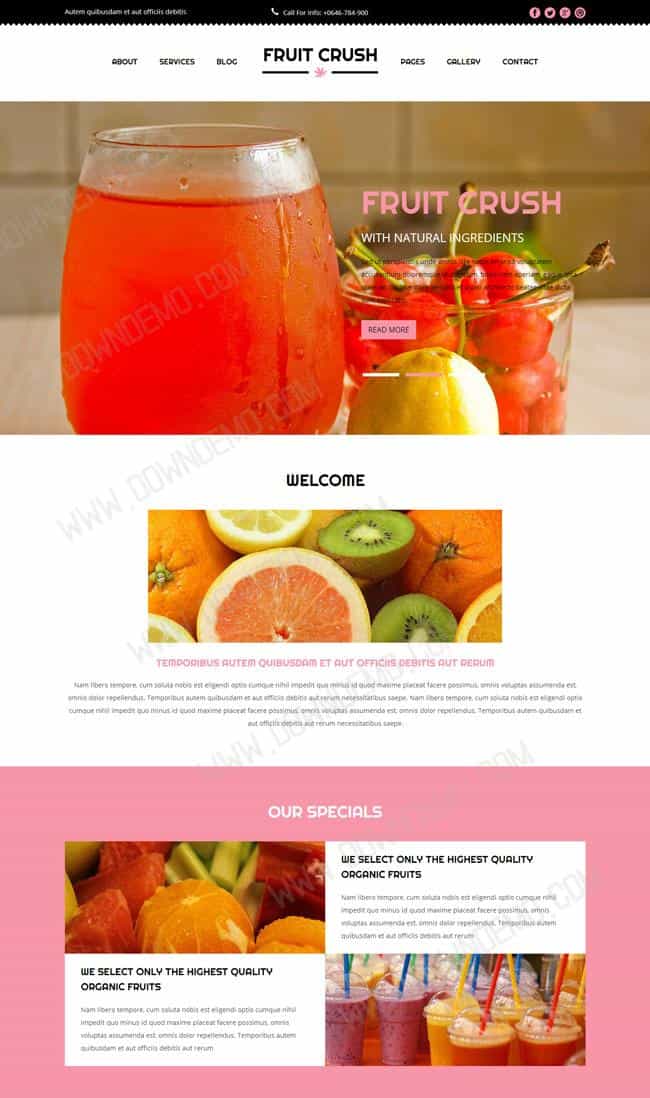 Autem quibusdam et aut officiis debitis
Call For Info: +0646-784-900
ABOUT
SERVICES
BLOG
FRUIT CRUSH
PAGES
GALLERY
CONTACT
FRUIT CRUSH
WITH NATURAL INGREDIENTS
READ MORE
WWW.DOWNDEMO.COM
WELCOME
TEMPORIBUS AUTEM QUIBUSDAM ET AUT OFFICIIS DEBITIS AUT RERUM
Nam libero tempore, cum soluta nobis est eligendi optio cumque nihil impedit quo minus id quod maxime placeat facere possimus, omnis voluptas assumenda est,
omnis dolor repellendus. Temporibus autem quibusdam et aut officiis debitis aut rerum necessitatibus saepe. Nam libero tempore, cum soluta nobis est eligendi optio
cumque nihil impedit quo minus id quod maxime placeat facere possimus, omnis voluptas assumenda est, omnis dolor repellendus. Temporibus autem quibusdam et
aut officiis debitis aut rerum necessitatibus saepe.
OUR SPECIALS
WE SELECT ONLY THE HIGHEST QUALITY
ORGANIC FRUITS
Nam libero tempore, cum soluta nobis est eligendi optio cumque nihil
impedit quo minus id quod maxime placeat facere possimus, omnis
voluptas assumenda est, omnis dolor repellendus. Temporibus autem
quibusdam et aut officiis debitis aut rerum
WE SELECT ONLY THE HIGHEST QUALITY
ORGANIC FRUITS
Nam libero tempore, cum soluta nobis est eligendi optio cumque nihil
impedit quo minus id quod maxime placeat facere possimus, omnis
voluptas assumenda est, omnis dolor repellendus. Temporibus autem
quibusdam et aut officiis debitis aut rerum